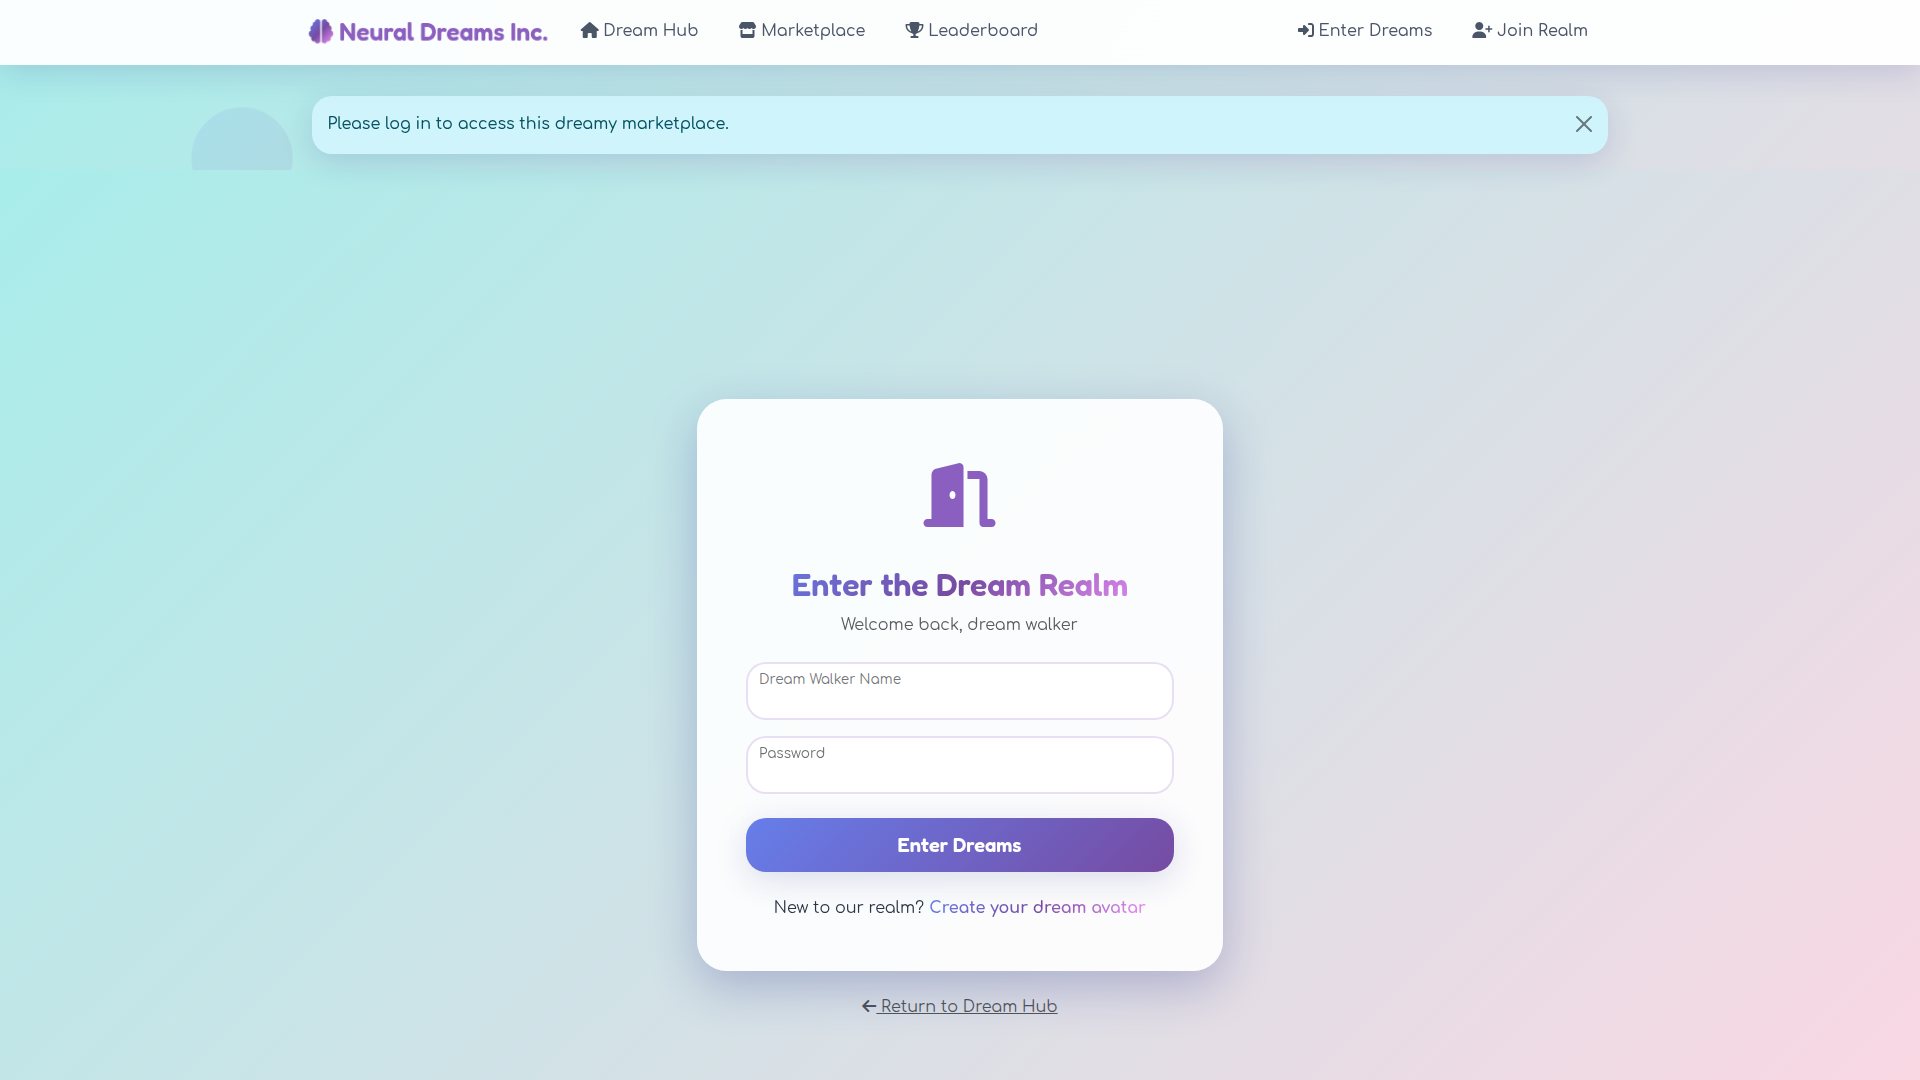 Neural Dreams Inc.
Dream Hub
Marketplace
Leaderboard
Enter Dreams
Join Realm
Please log in to access this dreamy marketplace.
Enter the Dream Realm
Welcome back, dream walker
Dream Walker Name
Password
Enter Dreams
New to our realm? Create your dream avatar
Return to Dream Hub